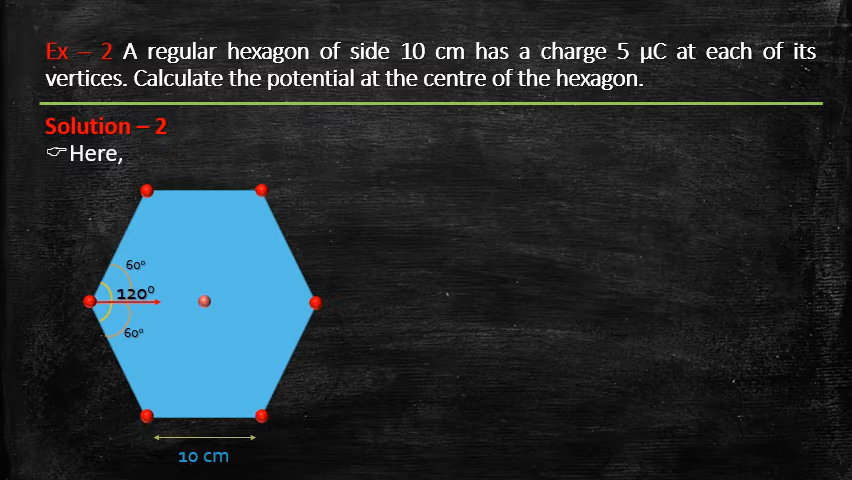 Ex – 2 A regular hexagon of side 10 cm has a charge 5 μC at each of its
vertices. Calculate the potential at the centre of the hexagon.
Solution – 2
☞Here,
60°
120°
60°
10 cm